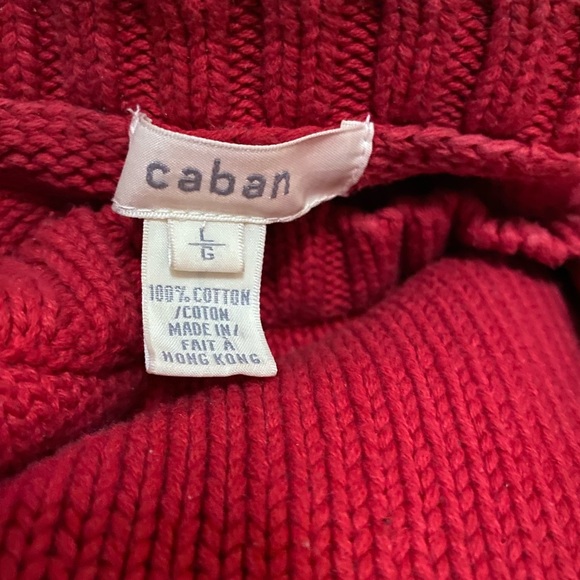 caban
L
G
100% COTTON
/COTON
MADE IN/
FAIT À
HONG KONG